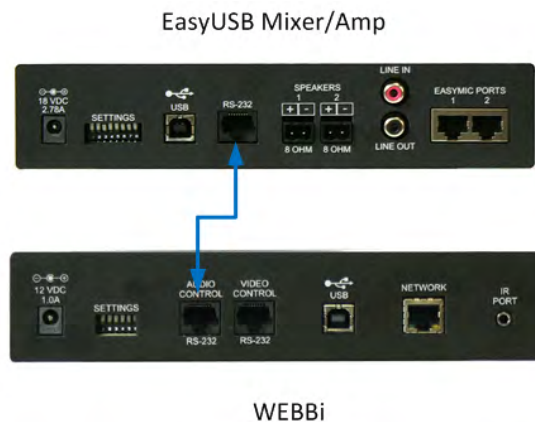 EasyUSB Mixer/Amp
18 VDC
2.78A
SETTINGS
USB
RS-232
SPEAKERS
1 2
+ - + -
8 OHM 8 OHM
LINE IN
LINE OUT
EASYMIC PORTS
1 2
12 VDC
1.0A
SETTINGS
AUDIO
CONTROL
RS-232
VIDEO
CONTROL
RS-232
USB
NETWORK
IR
PORT
WEBBi